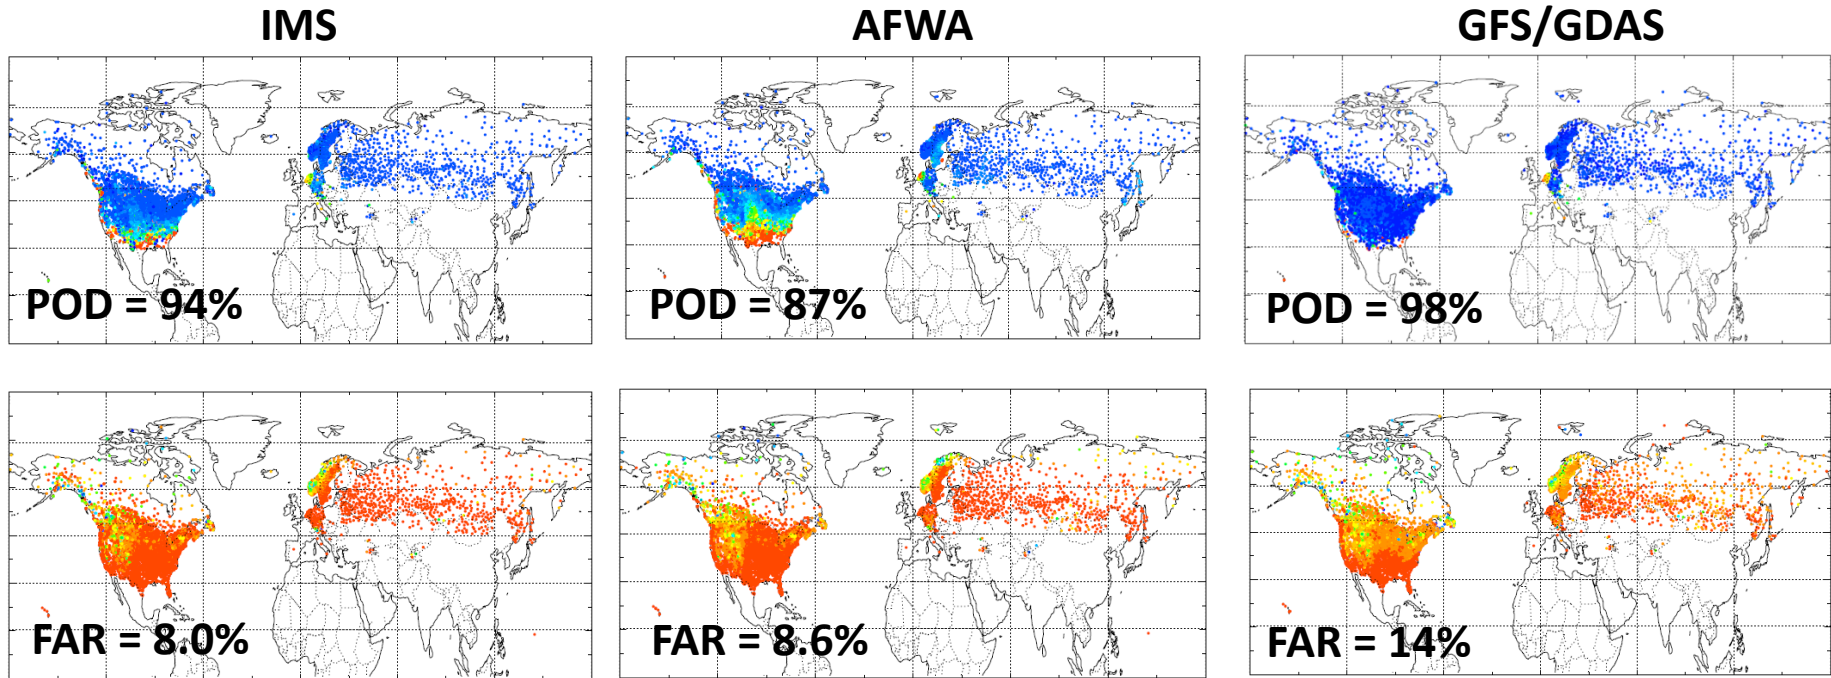 IMS
AFWA
GFS/GDAS
POD = 94%
POD = 87%
POD = 98%
FAR = 8.0%
FAR = 8.6%
FAR = 14%